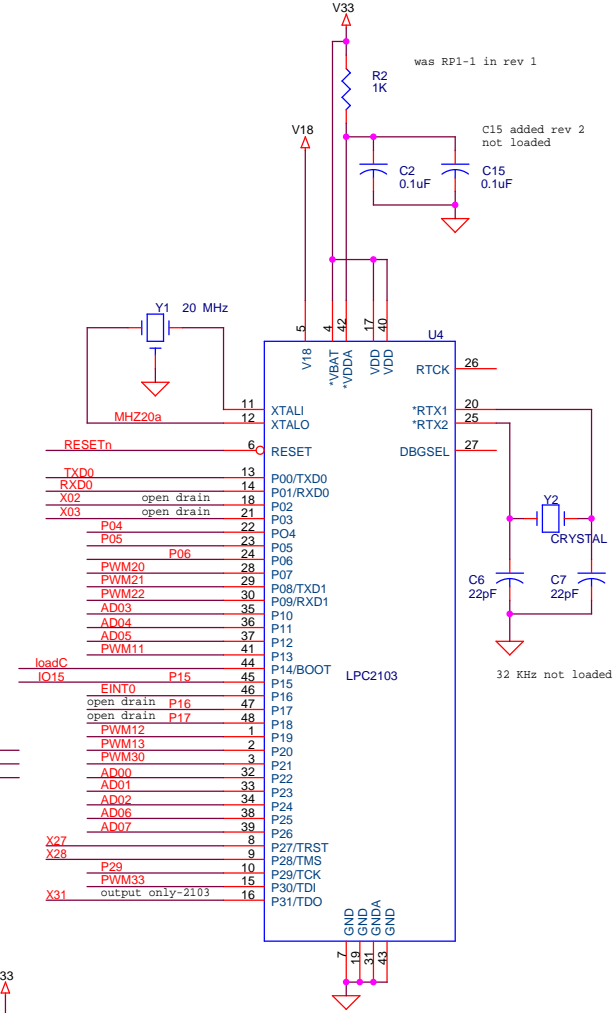 V33
was RP1-1 in rev 1
R2
1K
V18
C15 added rev 2
not loaded
C2
0.1uF
C15
0.1uF
Y1 20 MHz
5 4 42 17 40
U4
V18 *VBAT *VDDA VDD VDD
RTCK 26
11 XTALI
*RTX1 20
MHZ20a 12 XTALO
*RTX2 25
RESETn 6 RESET
DBGSEL 27
TXD0 13 P00/TXD0
RXD0 14 P01/RXD0
X02 open drain 18 P02
X03 open drain 21 P03
P04 22 PO4
P05 23 P05
P06 24 P06
PWM20 28 P07
PWM21 29 P08/TXD1
PWM22 30 P09/RXD1
AD03 35 P10
AD04 36 P11
AD05 37 P12
PWM11 41 P13
loadC 44 P14/BOOT
IO15 P15 45 P15
EINT0 46 P16
open drain P16 47 P17
open drain P17 48 P18
PWM12 1 P19
PWM13 2 P20
PWM30 3 P21
AD00 32 P22
AD01 33 P23
AD02 34 P24
AD06 38 P25
AD07 39 P26
X27 8 P27/TRST
X28 9 P28/TMS
P29 10 P29/TCK
PWM33 15 P30/TDI
X31 output only-2103 16 P31/TDO
LPC2103
Y2
CRYSTAL
C6
22pF
C7
22pF
32 KHz not loaded
GND GND GNDA GND
7 19 31 43
33